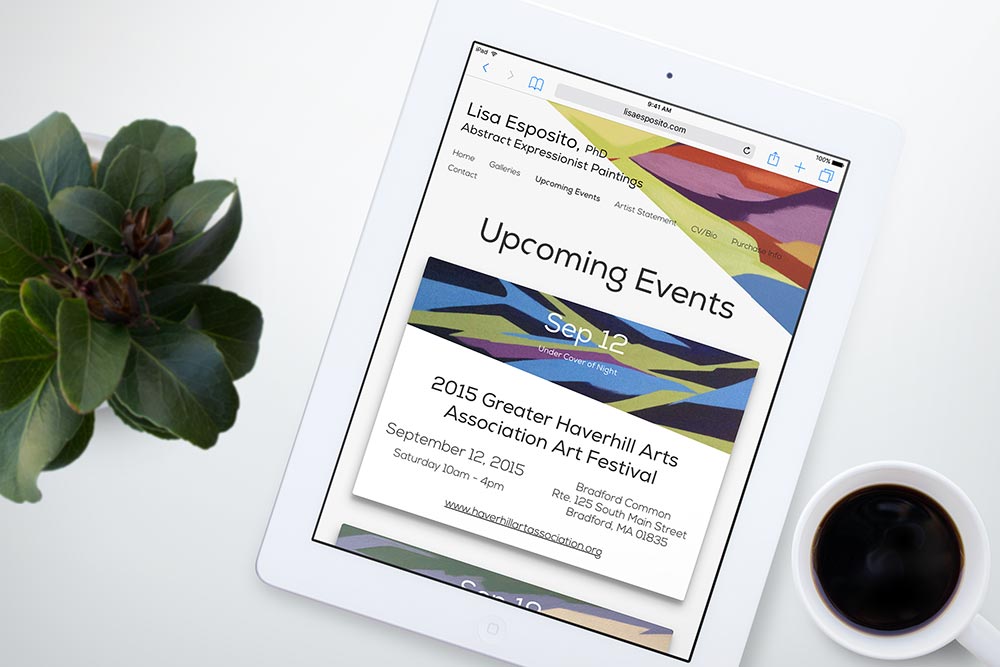 iPad
9:41 AM
100%
lisaesposito.com
Lisa Esposito, PhD
Abstract Expressionist Paintings
Home Galleries Upcoming Events Artist Statement CV/Bio Purchase Info
Contact
Upcoming Events
Sep 12
Under Cover of Night
2015 Greater Haverhill Arts
Association Art Festival
September 12, 2015
Saturday 10am - 4pm
Bradford Common
Rte. 125 South Main Street
Bradford, MA 01835
www.haverhillartassociation.org
Sep